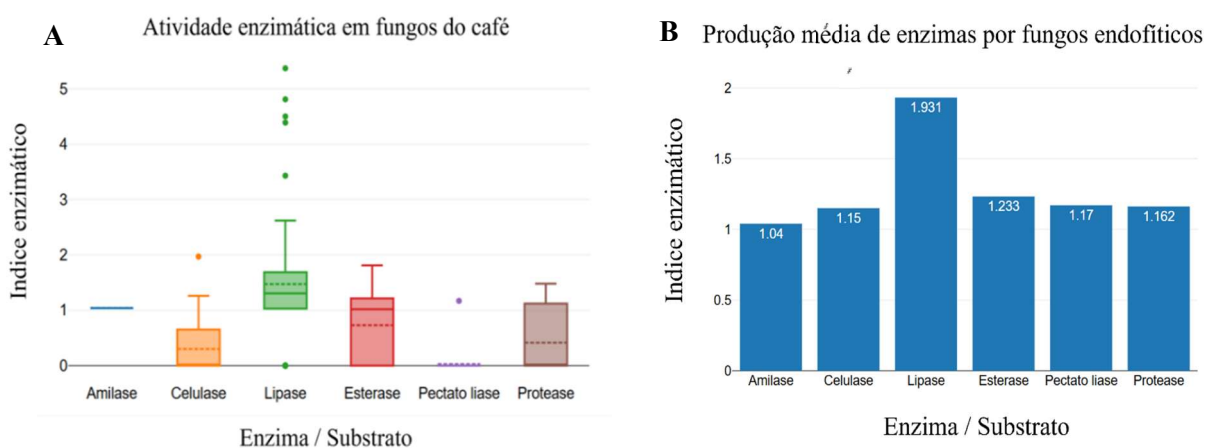 A
Atividade enzimática em fungos do café
Indice enzimático
5
4
3
2
1
0
Amilase Celulase Lipase Esterase Pectato liase Protease
Enzima / Substrato
B
Produção média de enzimas por fungos endofiticos
Indice enzimático
2
1.5
1
0.5
0
1.04 1.15 1.931 1.233 1.17 1.162
Amilase Celulase Lipase Esterase Pectato liase Protease
Enzima / Substrato